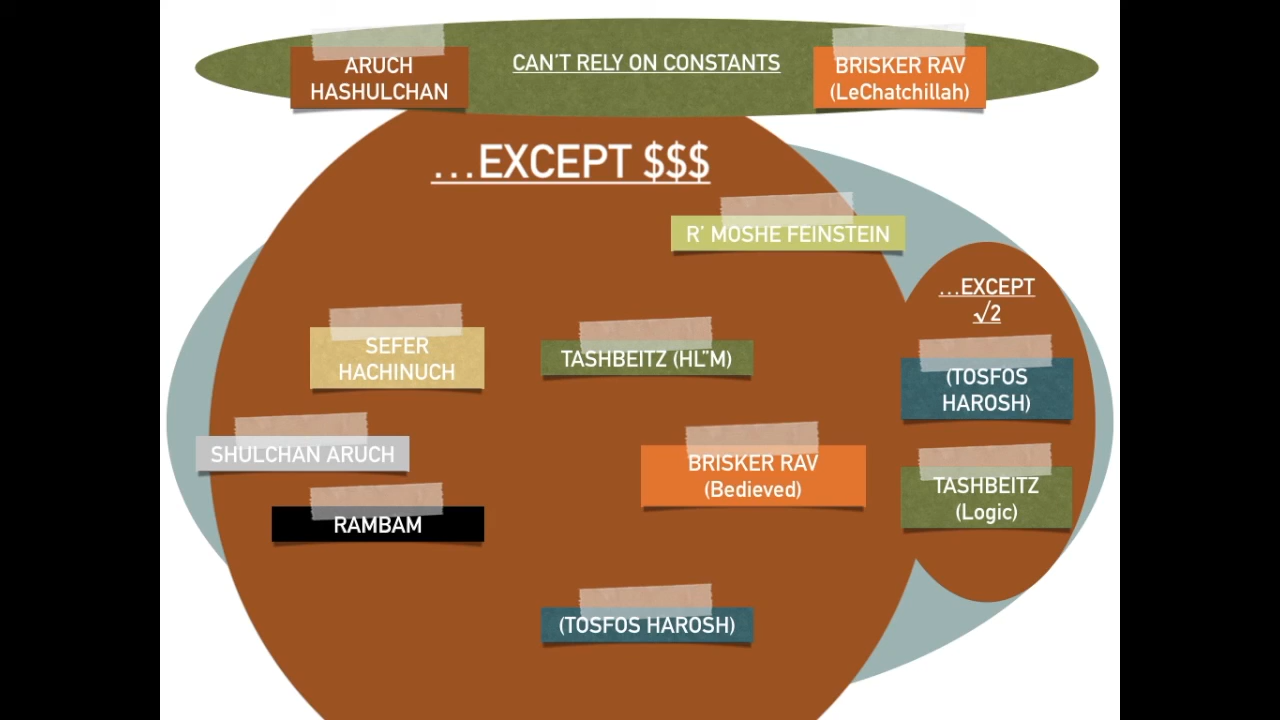 ARUCH
HASHULCHAN
CAN'T RELY ON CONSTANTS
BRISKER RAV
(LeChatchillah)
...EXCEPT $$$
R' MOSHE FEINSTEIN
...EXCEPT
√2
SEFER
HACHINUCH
TASHBEITZ (HL"M)
(TOSFOS
HAROSH)
SHULCHAN ARUCH
BRISKER RAV
(Bedieved)
TASHBEITZ
(Logic)
RAMBAM
(TOSFOS HAROSH)